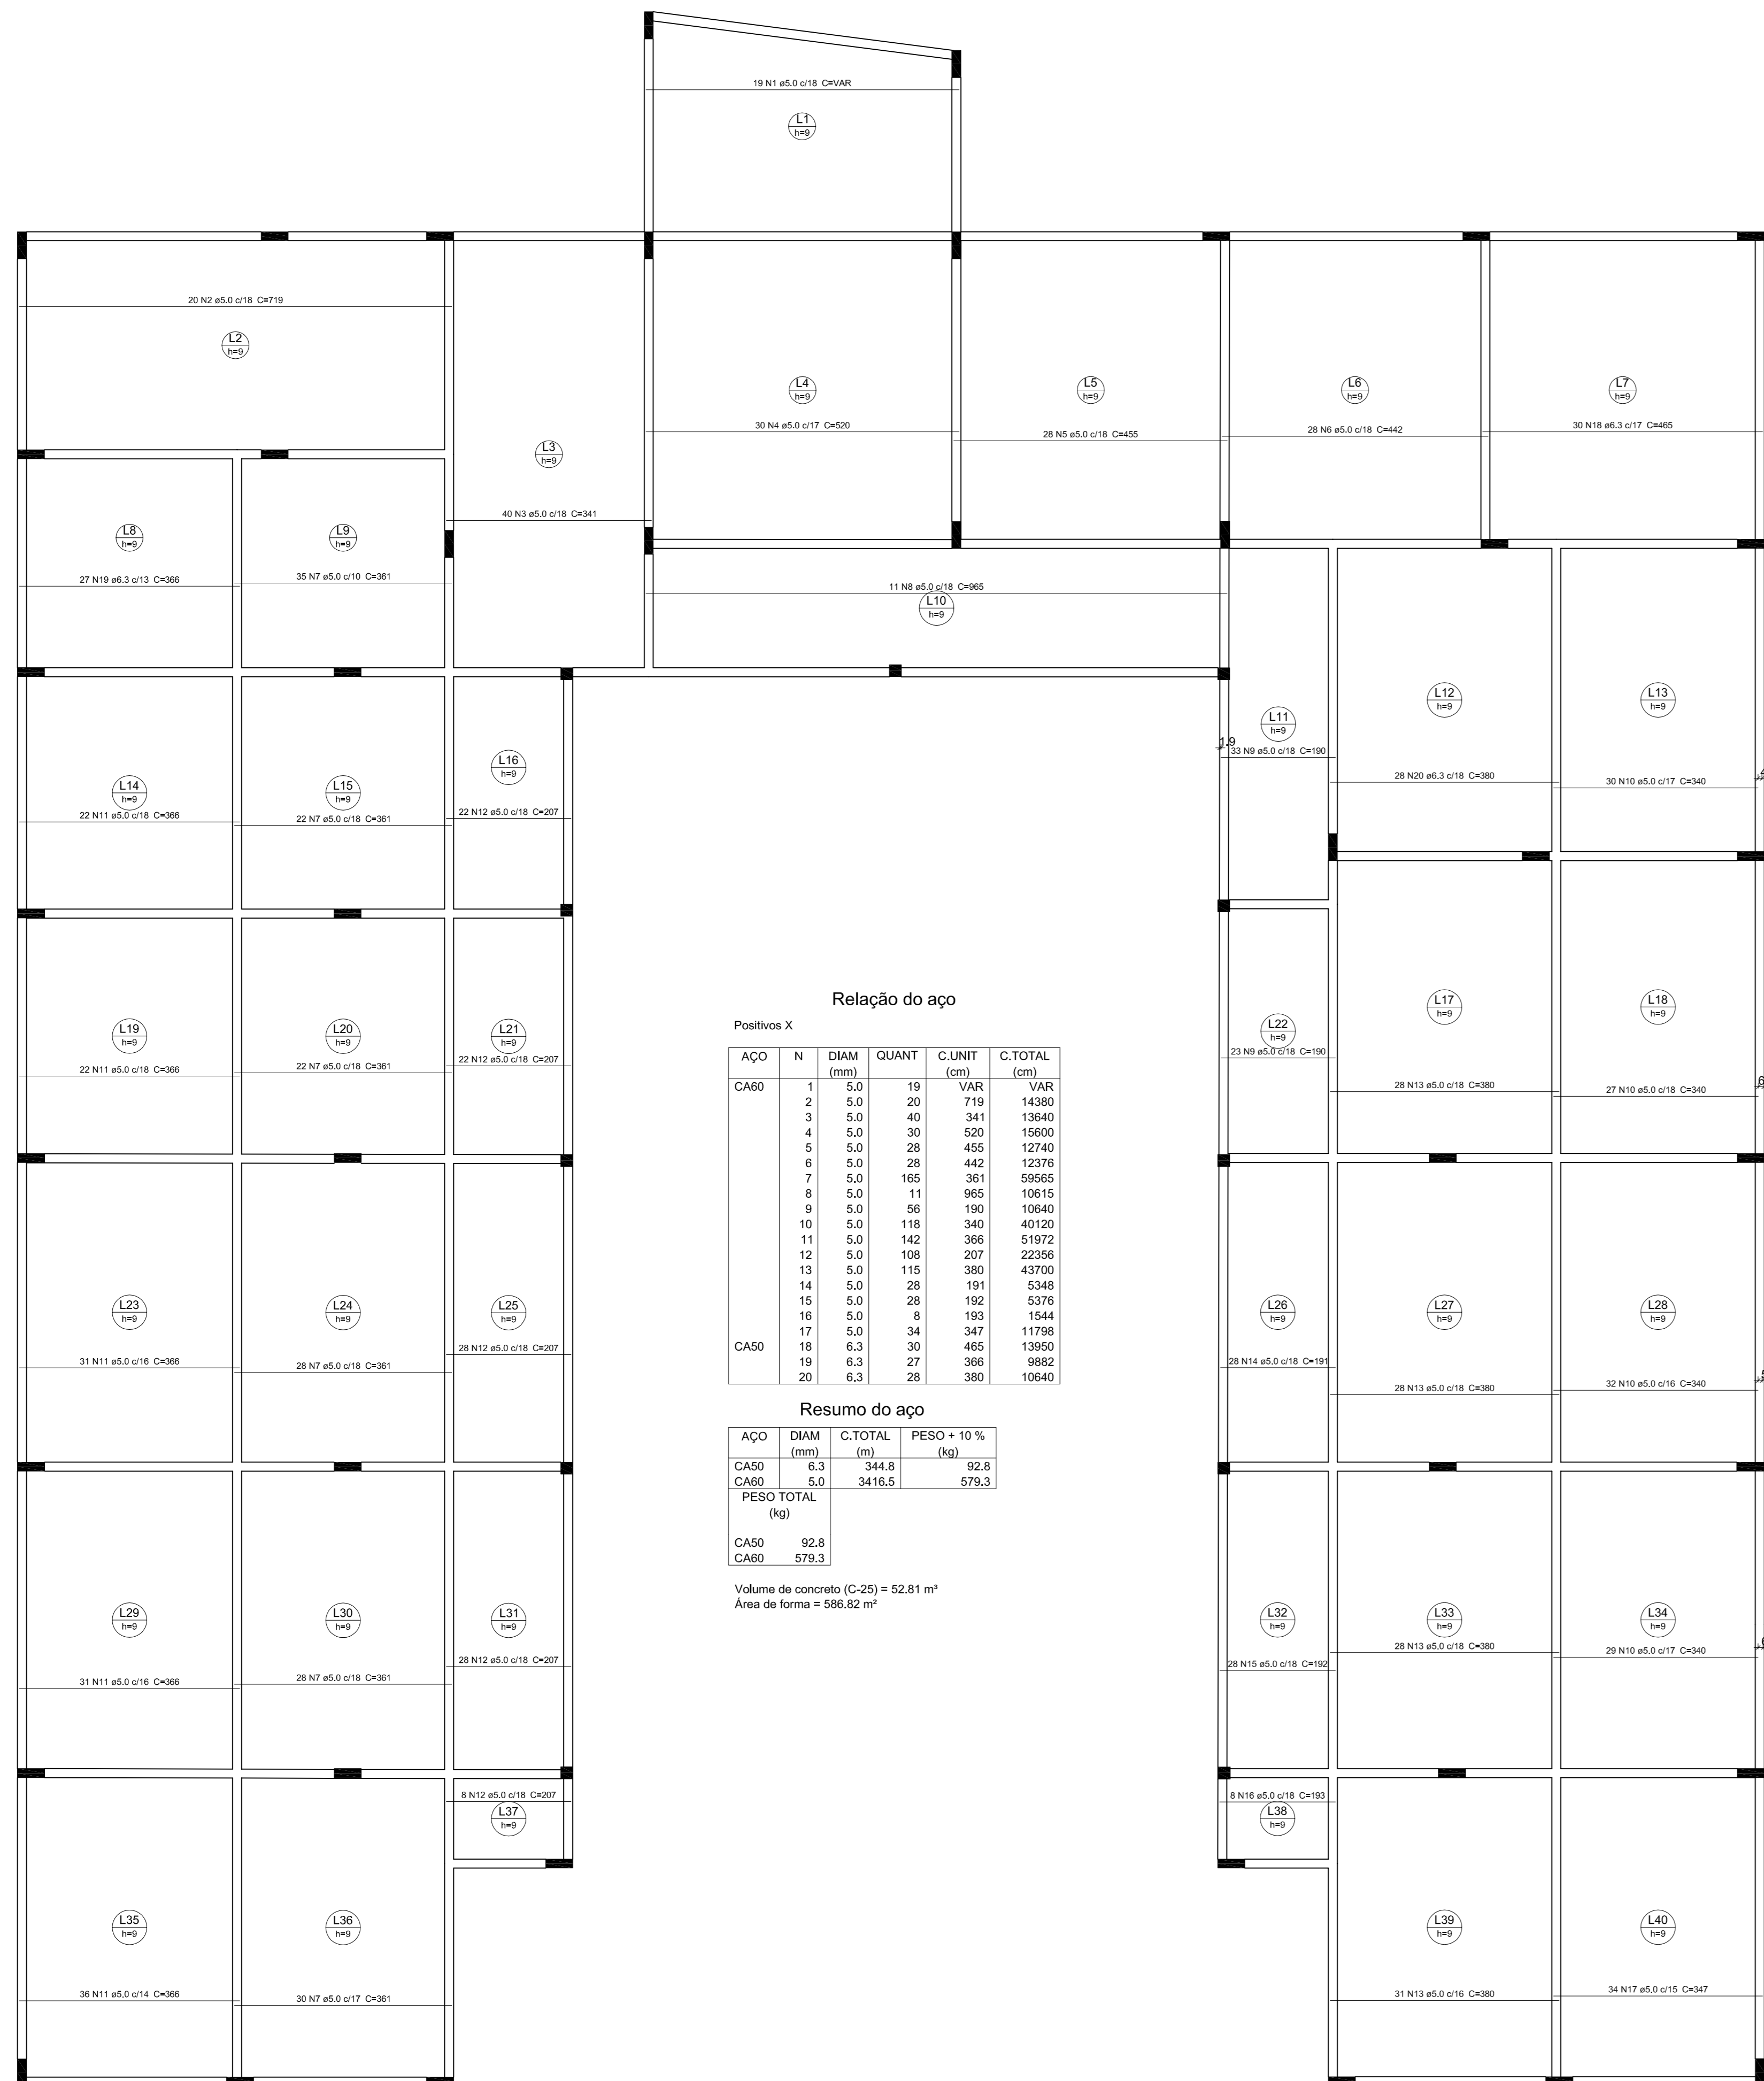 19 N1 ø5.0 c/18 C=VAR
L1
h=9
20 N2 ø5.0 c/18 C=719
L2
h=9
L3
h=9
40 N3 ø5.0 c/18 C=341
L4
h=9
30 N4 ø5.0 c/17 C=520
L5
h=9
28 N5 ø5.0 c/18 C=455
L6
h=9
28 N6 ø5.0 c/18 C=442
L7
h=9
30 N18 ø6.3 c/17 C=465
L8
h=9
27 N19 ø6.3 c/13 C=366
L9
h=9
35 N7 ø5.0 c/10 C=361
11 N8 ø5.0 c/18 C=965
L10
h=9
L11
h=9
1.9
33 N9 ø5.0 c/18 C=190
L12
h=9
28 N20 ø6.3 c/18 C=380
L13
h=9
30 N10 ø5.0 c/17 C=340
L14
h=9
22 N11 ø5.0 c/18 C=366
L15
h=9
22 N7 ø5.0 c/18 C=361
L16
h=9
22 N12 ø5.0 c/18 C=207
L17
h=9
28 N13 ø5.0 c/18 C=380
L18
h=9
27 N10 ø5.0 c/18 C=340
L19
h=9
22 N11 ø5.0 c/18 C=366
L20
h=9
22 N7 ø5.0 c/18 C=361
L21
h=9
22 N12 ø5.0 c/18 C=207
L22
h=9
23 N9 ø5.0 c/18 C=190
Relação do aço
Positivos X
AÇO N DIAM QUANT C.UNIT C.TOTAL
(mm) (cm) (cm)
CA60 1 5.0 19 VAR VAR
2 5.0 20 719 14380
3 5.0 40 341 13640
4 5.0 30 520 15600
5 5.0 28 455 12740
6 5.0 28 442 12376
7 5.0 165 361 59565
8 5.0 11 965 10615
9 5.0 56 190 10640
10 5.0 118 340 40120
11 5.0 142 366 51972
12 5.0 108 207 22356
13 5.0 115 380 43700
14 5.0 28 191 5348
15 5.0 28 192 5376
16 5.0 8 193 1544
17 5.0 34 347 11798
CA50 18 6.3 30 465 13950
19 6.3 27 366 9882
20 6.3 28 380 10640
Resumo do aço
AÇO DIAM C.TOTAL PESO + 10 %
(mm) (m) (kg)
CA50 6.3 344.8 92.8
CA60 5.0 3416.5 579.3
PESO TOTAL
(kg)
CA50 92.8
CA60 579.3
Volume de concreto (C-25) = 52.81 m³
Área de forma = 586.82 m²
L23
h=9
31 N11 ø5.0 c/16 C=366
L24
h=9
28 N7 ø5.0 c/18 C=361
L25
h=9
28 N12 ø5.0 c/18 C=207
L26
h=9
28 N14 ø5.0 c/18 C=191
L27
h=9
28 N13 ø5.0 c/18 C=380
L28
h=9
32 N10 ø5.0 c/16 C=340
L29
h=9
31 N11 ø5.0 c/16 C=366
L30
h=9
28 N7 ø5.0 c/18 C=361
L31
h=9
28 N12 ø5.0 c/18 C=207
L32
h=9
28 N15 ø5.0 c/18 C=192
L33
h=9
28 N13 ø5.0 c/18 C=380
L34
h=9
29 N10 ø5.0 c/17 C=340
L35
h=9
36 N11 ø5.0 c/14 C=366
L36
h=9
30 N7 ø5.0 c/17 C=361
8 N12 ø5.0 c/18 C=207
L37
h=9
8 N16 ø5.0 c/18 C=193
L38
h=9
L39
h=9
31 N13 ø5.0 c/16 C=380
L40
h=9
34 N17 ø5.0 c/15 C=347